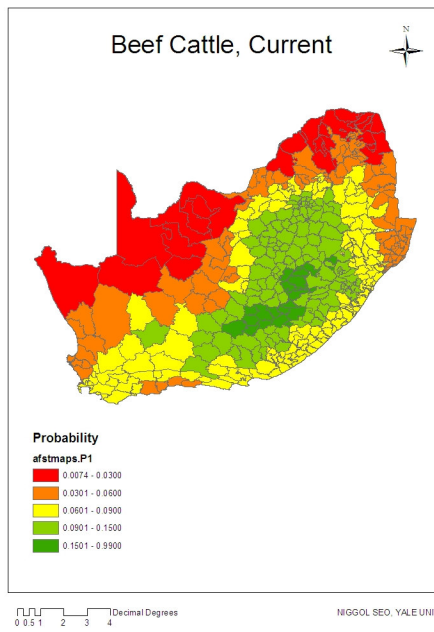 Beef Cattle, Current
N
Probability
afstmaps.P1
0.0074 - 0.0300
0.0301 - 0.0600
0.0601 - 0.0900
0.0901 - 0.1500
0.1501 - 0.9900
Decimal Degrees
0 0.5 1 2 3 4
NIGGOL SEO, YALE UNI